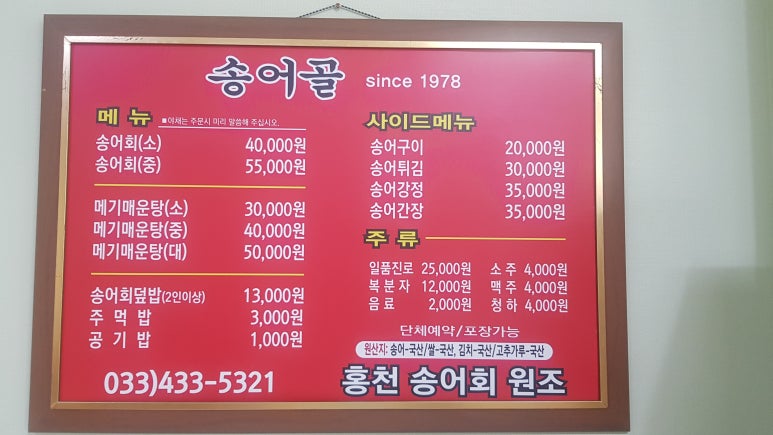 송어골 since 1978
메 뉴 ■야채는 주문시 미리 말씀해 주십시오.
송어회(소) 40,000원
송어회(중) 55,000원
메기매운탕(소) 30,000원
메기매운탕(중) 40,000원
메기매운탕(대) 50,000원
송어회덮밥(2인이상) 13,000원
주 먹 밥 3,000원
공 기 밥 1,000원
033)433-5321
사이드메뉴
송어구이 20,000원
송어튀김 30,000원
송어강정 35,000원
송어간장 35,000원
주 류
일품진로 25,000원 소 주 4,000원
복 분 자 12,000원 맥 주 4,000원
음 료 2,000원 청 하 4,000원
단체예약/포장가능
원산지: 송어-국산/쌀-국산, 김치-국산/고추가루-국산
홍천 송어회 원조